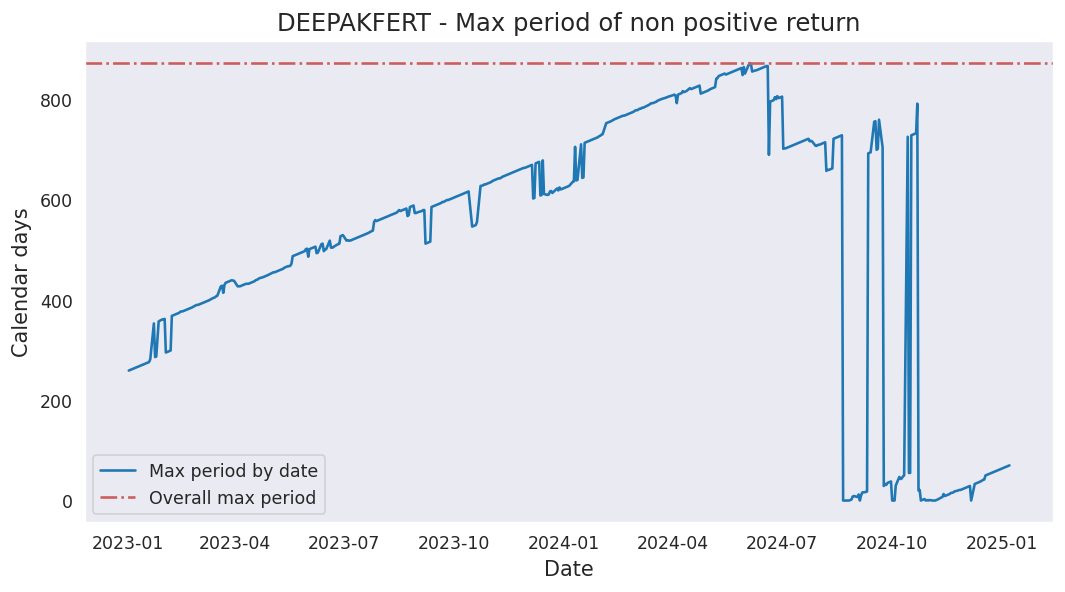 DEEPAKFERT - Max period of non positive return
Calendar days
800
600
400
200
0
Max period by date
Overall max period
2023-01
2023-04
2023-07
2023-10
2024-01
2024-04
2024-07
2024-10
2025-01
Date